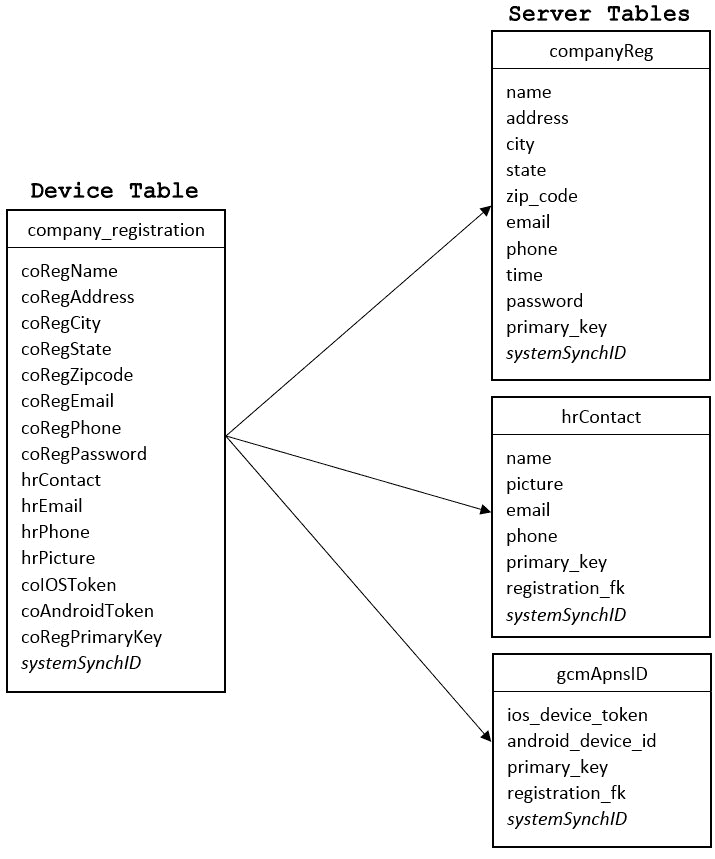 Device Table
company_registration
coRegName
coRegAddress
coRegCity
coRegState
coRegZipcode
coRegEmail
coRegPhone
coRegPassword
hrContact
hrEmail
hrPhone
hrPicture
coIOSToken
coAndroidToken
coRegPrimaryKey
systemSynchID
Server Tables
companyReg
name
address
city
state
zip_code
email
phone
time
password
primary_key
systemSynchID
hrContact
name
picture
email
phone
primary_key
registration_fk
systemSynchID
gcmApnsID
ios_device_token
android_device_id
primary_key
registration_fk
systemSynchID